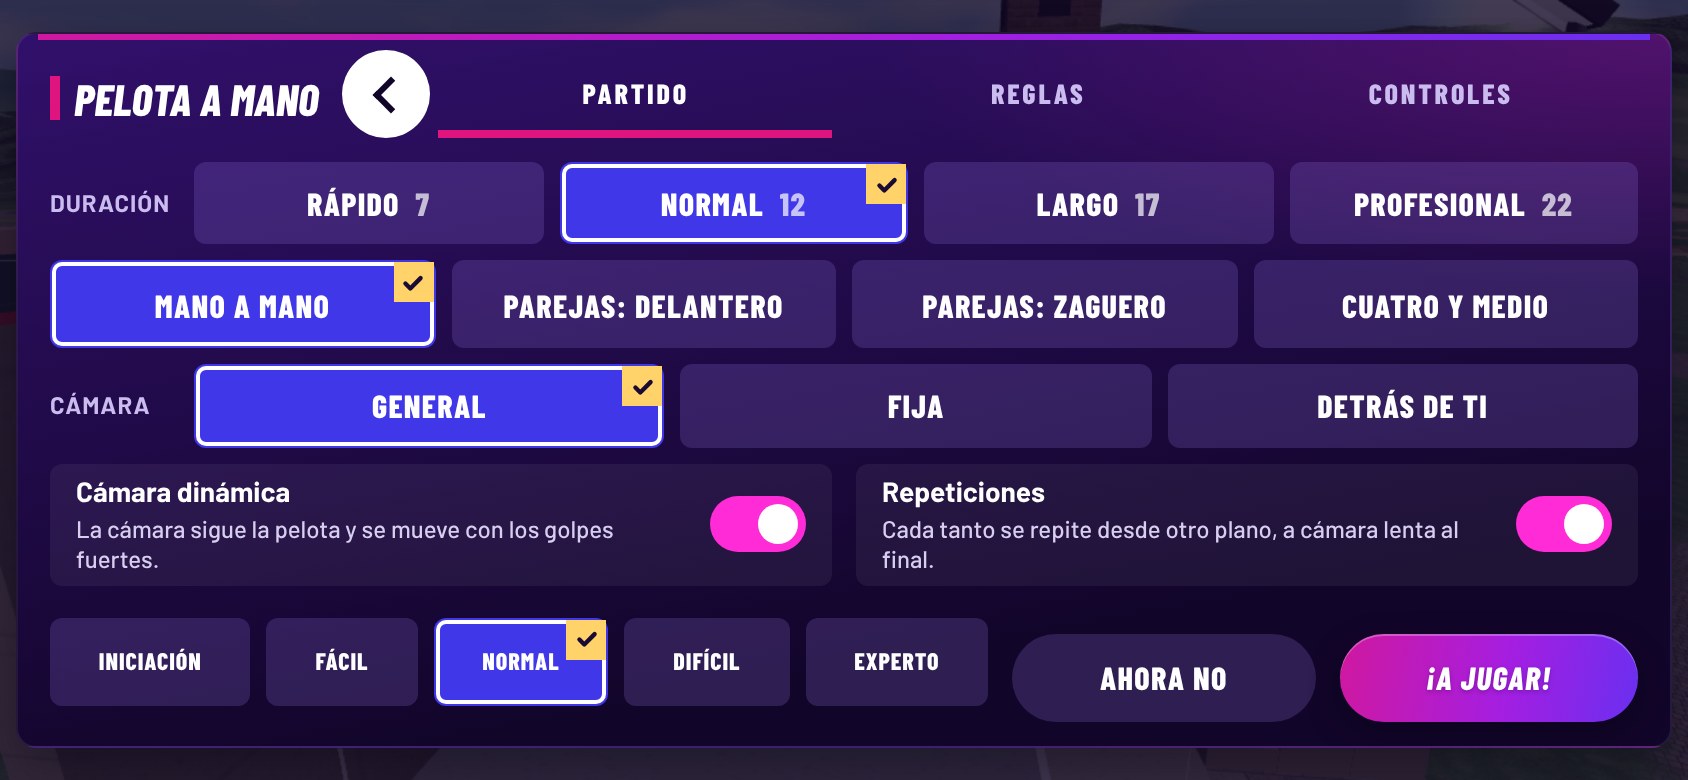 PELOTA A MANO
PARTIDO
REGLAS
CONTROLES
DURACIÓN
RÁPIDO 7
NORMAL 12
LARGO 17
PROFESIONAL 22
MANO A MANO
PAREJAS: DELANTERO
PAREJAS: ZAGUERO
CUATRO Y MEDIO
CÁMARA
GENERAL
FIJA
DETRÁS DE TI
Cámara dinámica
La cámara sigue la pelota y se mueve con los golpes
fuertes.
Repeticiones
Cada tanto se repite desde otro plano, a cámara lenta al
final.
INICIACIÓN
FÁCIL
NORMAL
DIFÍCIL
EXPERTO
AHORA NO
¡A JUGAR!